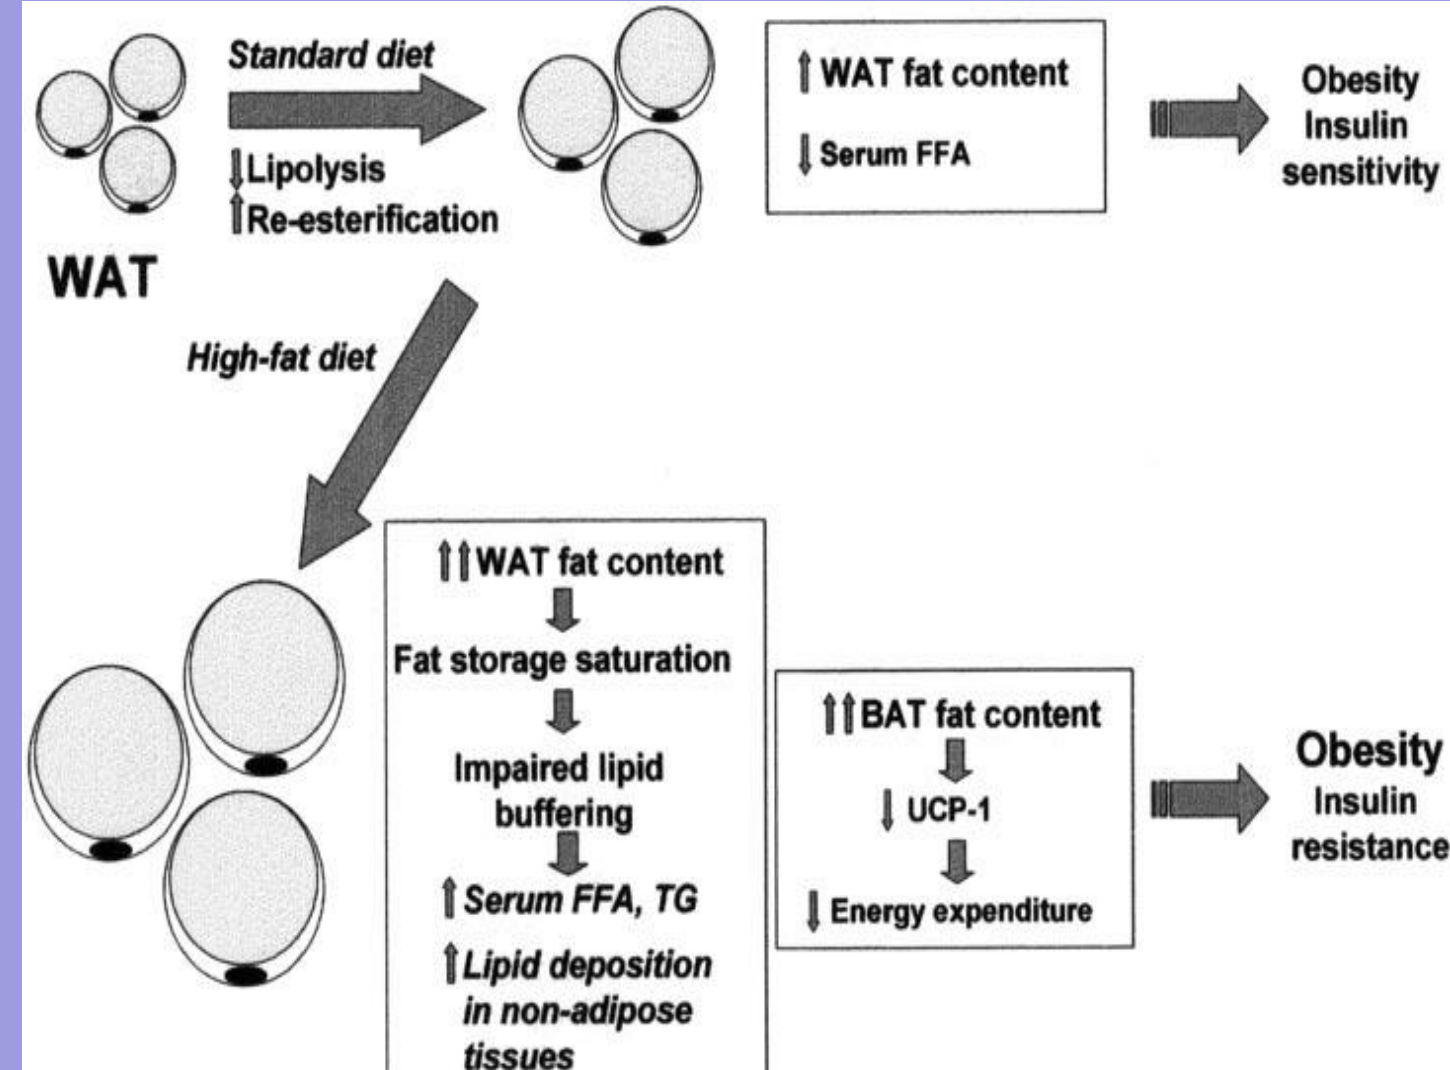 Standard diet
↓Lipolysis
↑Re-esterification
WAT
↑ WAT fat content
↓ Serum FFA
Obesity
Insulin
sensitivity
High-fat diet
↑↑WAT fat content
Fat storage saturation
Impaired lipid
buffering
↑Serum FFA, TG
↑Lipid deposition
in non-adipose
tissues
↑↑BAT fat content
↓ UCP-1
↓ Energy expenditure
Obesity
Insulin
resistance